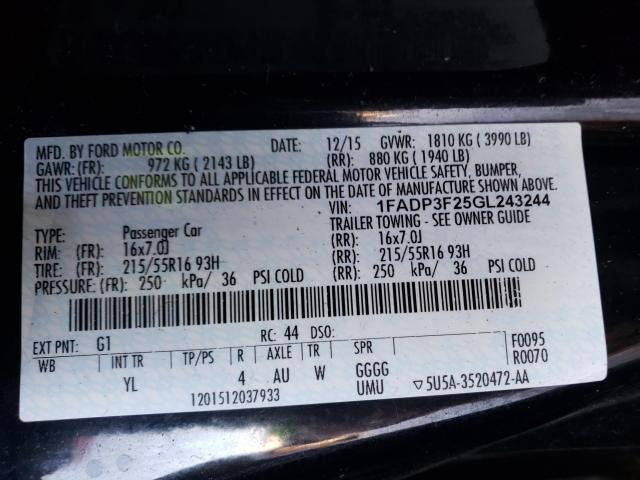 MFD. BY FORD MOTOR CO. DATE: 12/15 GVWR: 1810 KG ( 3990 LB)
GAWR: (FR): 972 KG ( 2143 LB) (RR): 880 KG ( 1940 LB)
THIS VEHICLE CONFORMS TO ALL APPLICABLE FEDERAL MOTOR VEHICLE SAFETY, BUMPER,
AND THEFT PREVENTION STANDARDS IN EFFECT ON THE DATE OF MANUFACTURE SHOWN ABOVE.
VIN: 1FADP3F25GL243244
TYPE: Passenger Car TRAILER TOWING - SEE OWNER GUIDE
RIM: (FR): 16x7.0J (RR): 16x7.0J
TIRE: (FR): 215/55R16 93H (RR): 215/55R16 93H
PRESSURE: (FR): 250 kPa/ 36 PSI COLD (RR): 250 kPa/ 36 PSI COLD
EXT PNT: G1 RC: 44 DSO: F0095
WB INT TR TP/PS R AXLE TR SPR R0070
YL 4 AU W GGGG
1201512037933 UMU ▽5U5A-3520472-AA